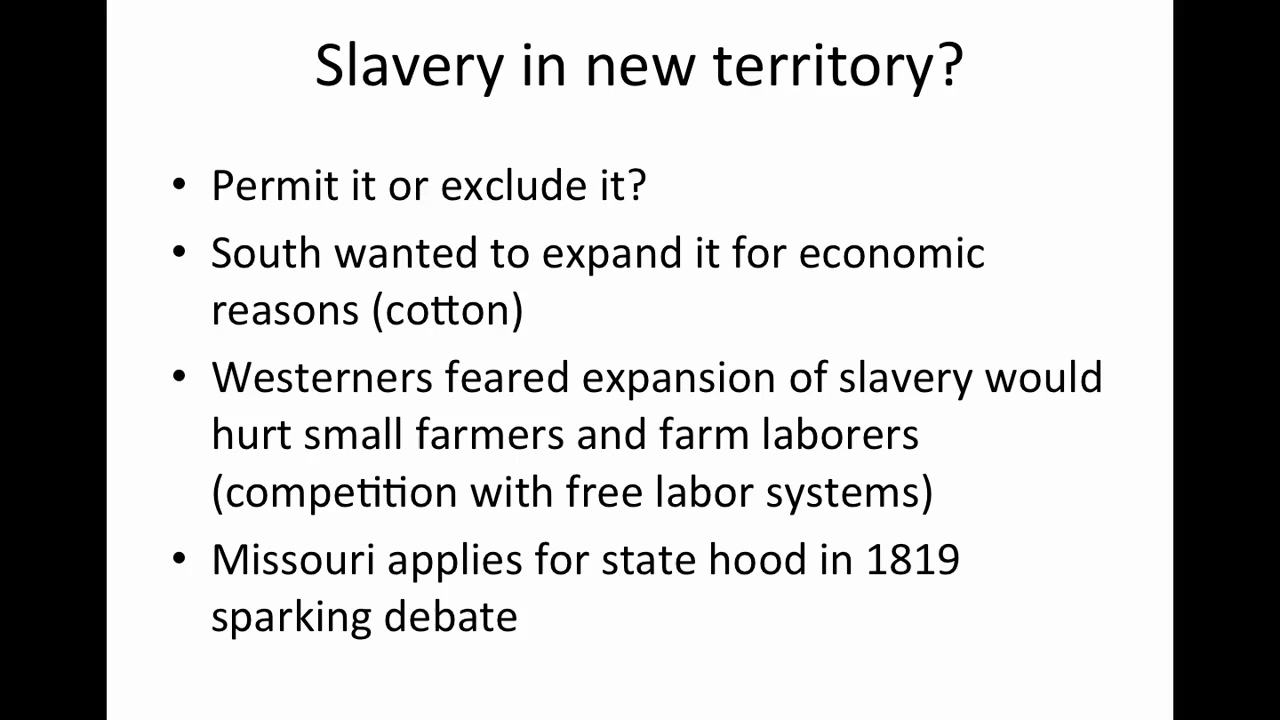 Slavery in new territory?
• Permit it or exclude it?
• South wanted to expand it for economic
reasons (cotton)
• Westerners feared expansion of slavery would
hurt small farmers and farm laborers
(competition with free labor systems)
• Missouri applies for state hood in 1819
sparking debate